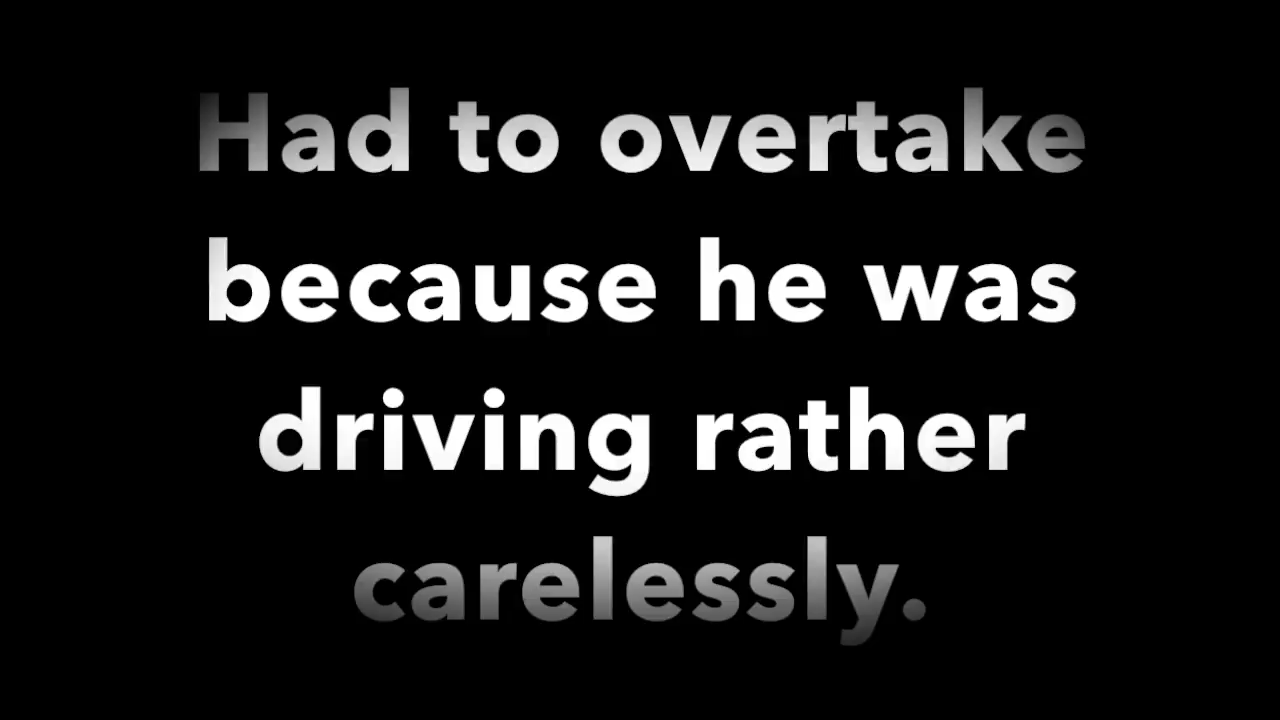 Had to overtake
because he was
driving rather
carelessly.